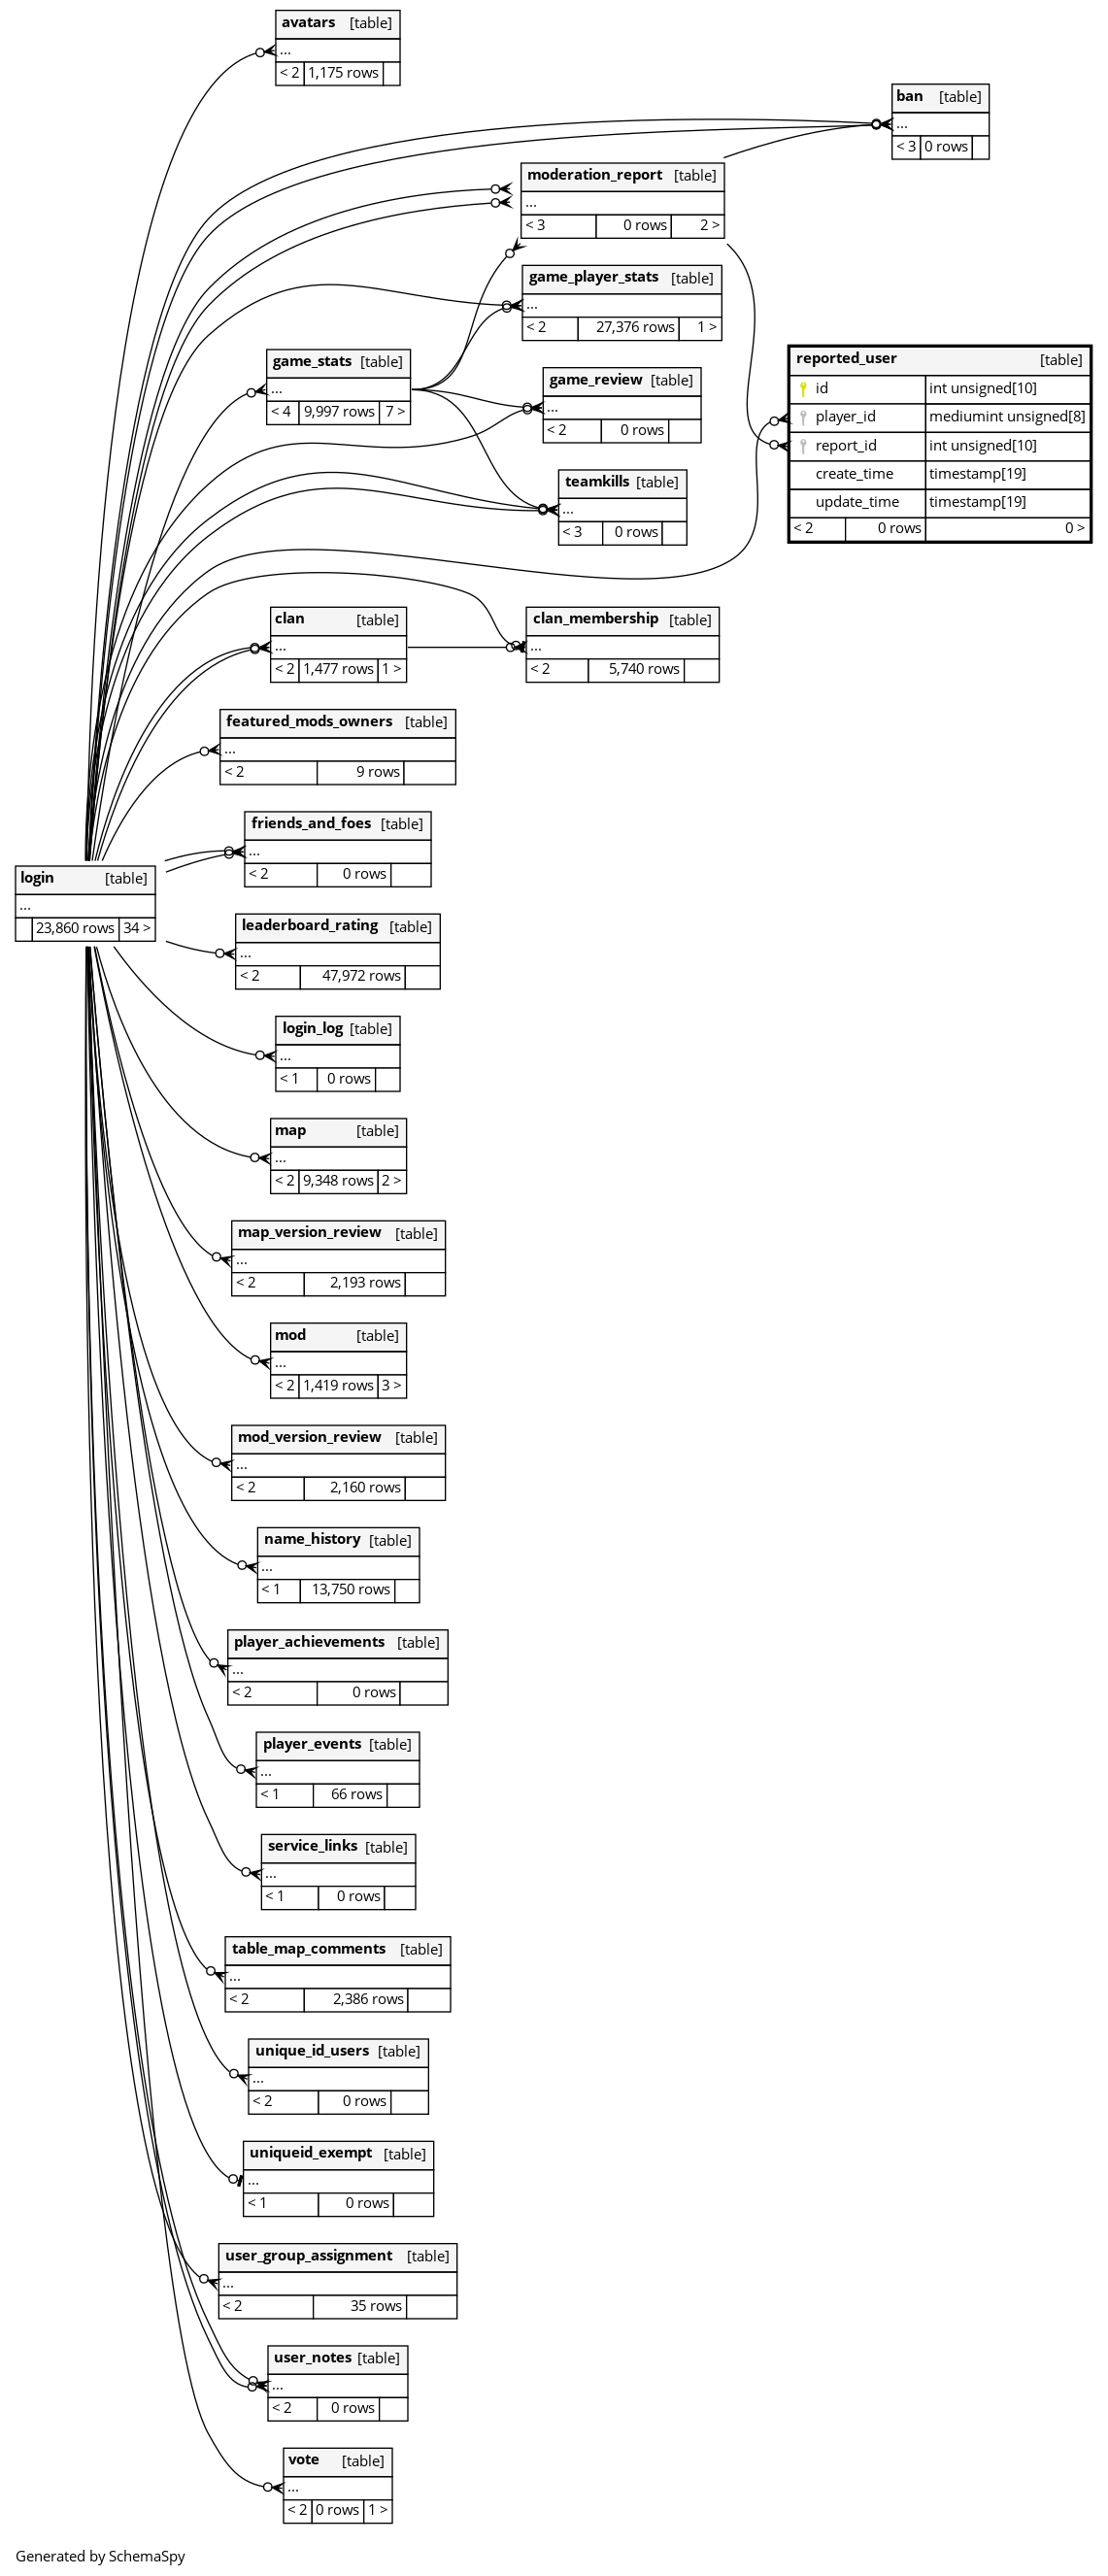 avatars [table]
...
< 2 1,175 rows
ban [table]
...
< 3 0 rows
moderation_report [table]
...
< 3 0 rows 2 >
game_player_stats [table]
...
< 2 27,376 rows 1 >
game_stats [table]
...
< 4 9,997 rows 7 >
reported_user [table]
id int unsigned[10]
player_id mediumint unsigned[8]
report_id int unsigned[10]
create_time timestamp[19]
update_time timestamp[19]
< 2 0 rows 0 >
game_review [table]
...
< 2 0 rows
teamkills [table]
...
< 3 0 rows
clan [table]
...
< 2 1,477 rows 1 >
clan_membership [table]
...
< 2 5,740 rows
featured_mods_owners [table]
...
< 2 9 rows
friends_and_foes [table]
...
< 2 0 rows
login [table]
...
23,860 rows 34 >
leaderboard_rating [table]
...
< 2 47,972 rows
login_log [table]
...
< 1 0 rows
map [table]
...
< 2 9,348 rows 2 >
map_version_review [table]
...
< 2 2,193 rows
mod [table]
...
< 2 1,419 rows 3 >
mod_version_review [table]
...
< 2 2,160 rows
name_history [table]
...
< 1 13,750 rows
player_achievements [table]
...
< 2 0 rows
player_events [table]
...
< 1 66 rows
service_links [table]
...
< 1 0 rows
table_map_comments [table]
...
< 2 2,386 rows
unique_id_users [table]
...
< 2 0 rows
uniqueid_exempt [table]
...
< 1 0 rows
user_group_assignment [table]
...
< 2 35 rows
user_notes [table]
...
< 2 0 rows
vote [table]
...
< 2 0 rows 1 >
Generated by SchemaSpy